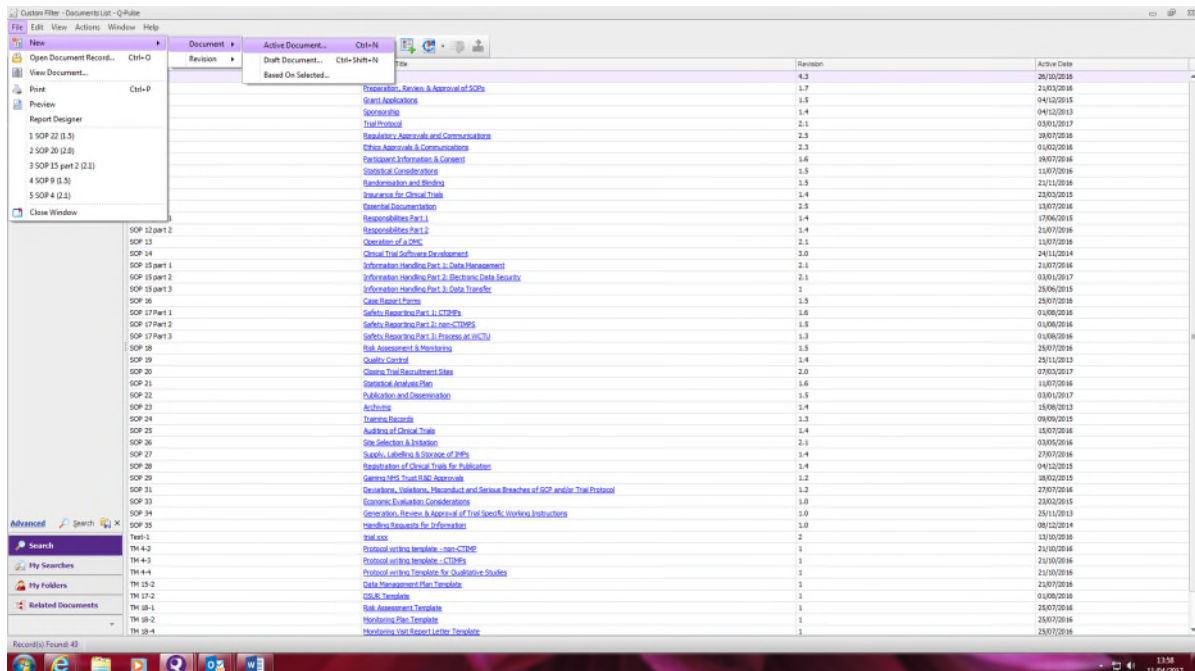 Custom Filter - Documents List - Q-Pulse
File Edit View Actions Window Help
New
Open Document Record... Ctrl+O
View Document...
Print Ctrl+P
Preview
Report Designer
1 SOP 22 (1.5)
2 SOP 20 (2.0)
3 SOP 15 part 2 (2.1)
4 SOP 9 (1.5)
5 SOP 4 (2.1)
Close Window
Document
Revision
Active Document... Ctrl+N
Draft Document... Ctrl+Shift+N
Based On Selected...
Title Revision Active Date
4.3 26/10/2016
Preparation, Review & Approval of SOPs 1.7 21/03/2016
Grant Applications 1.5 04/12/2015
Sponsorship 1.4 04/12/2013
Trial Protocol 2.1 03/01/2017
Regulatory Approvals and Communications 2.5 19/07/2016
Ethics Approvals & Communications 2.3 01/02/2016
Participant Information & Consent 1.6 19/07/2016
Statistical Considerations 1.5 11/07/2016
Randomisation and Blinding 1.5 21/11/2016
Insurance for Clinical Trials 1.4 23/03/2015
Essential Documentation 2.5 13/07/2016
Responsibilities Part 1 1.4 17/06/2015
SOP 12 part 2 Responsibilities Part 2 1.4 21/07/2016
SOP 13 Operation of a DMC 2.1 11/07/2016
SOP 14 Clinical Trial Software Development 3.0 24/11/2014
SOP 15 part 1 Information Handling Part 1: Data Management 2.1 21/07/2016
SOP 15 part 2 Information Handling Part 2: Electronic Data Security 2.1 03/01/2017
SOP 15 part 3 Information Handling Part 3: Data Transfer 1 25/06/2015
SOP 16 Case Report Forms 1.5 25/07/2016
SOP 17 Part 1 Safety Reporting Part 1: CTIMPs 1.6 01/08/2016
SOP 17 Part 2 Safety Reporting Part 2: non-CTIMPS 1.5 01/08/2016
SOP 17 Part 3 Safety Reporting Part 3: Process at WCTU 1.3 01/08/2016
SOP 18 Risk Assessment & Monitoring 1.5 25/07/2016
SOP 19 Quality Control 1.4 25/11/2013
SOP 20 Closing Trial Recruitment Sites 2.0 07/03/2017
SOP 21 Statistical Analysis Plan 1.6 11/07/2016
SOP 22 Publication and Dissemination 1.5 03/01/2017
SOP 23 Archiving 1.4 15/08/2013
SOP 24 Training Records 1.3 09/09/2015
SOP 25 Auditing of Clinical Trials 1.4 15/07/2016
SOP 26 Site Selection & Initiation 2.1 03/05/2016
SOP 27 Supply, Labelling & Storage of IMPs 1.4 27/07/2016
SOP 28 Registration of Clinical Trials for Publication 1.4 04/12/2015
SOP 29 Gaining NHS Trust R&D Approvals 1.2 18/02/2015
SOP 31 Deviations, Violations, Misconduct and Serious Breaches of GCP and/or Trial Protocol 1.2 27/07/2016
SOP 33 Economic Evaluation Considerations 1.0 23/02/2015
SOP 34 Generation, Review & Approval of Trial Specific Working Instructions 1.0 25/11/2013
SOP 35 Handling Requests for Information 1.0 08/12/2014
Test-1 trial xxx 2 13/10/2016
TM 4-2 Protocol writing template - non-CTIMP 1 21/10/2016
TM 4-3 Protocol writing template - CTIMPs 1 21/10/2016
TM 4-4 Protocol writing Template for Qualitative Studies 1 21/10/2016
TM 15-2 Data Management Plan Template 1 21/07/2016
TM 17-2 DSUR Template 1 01/08/2016
TM 18-1 Risk Assessment Template 1 25/07/2016
TM 18-2 Monitoring Plan Template 1 25/07/2016
TM 18-4 Monitoring Visit Report Letter Template 1 25/07/2016
Advanced Search
Search
My Searches
My Folders
Related Documents
Record(s) Found: 49
13:58
11/04/2017